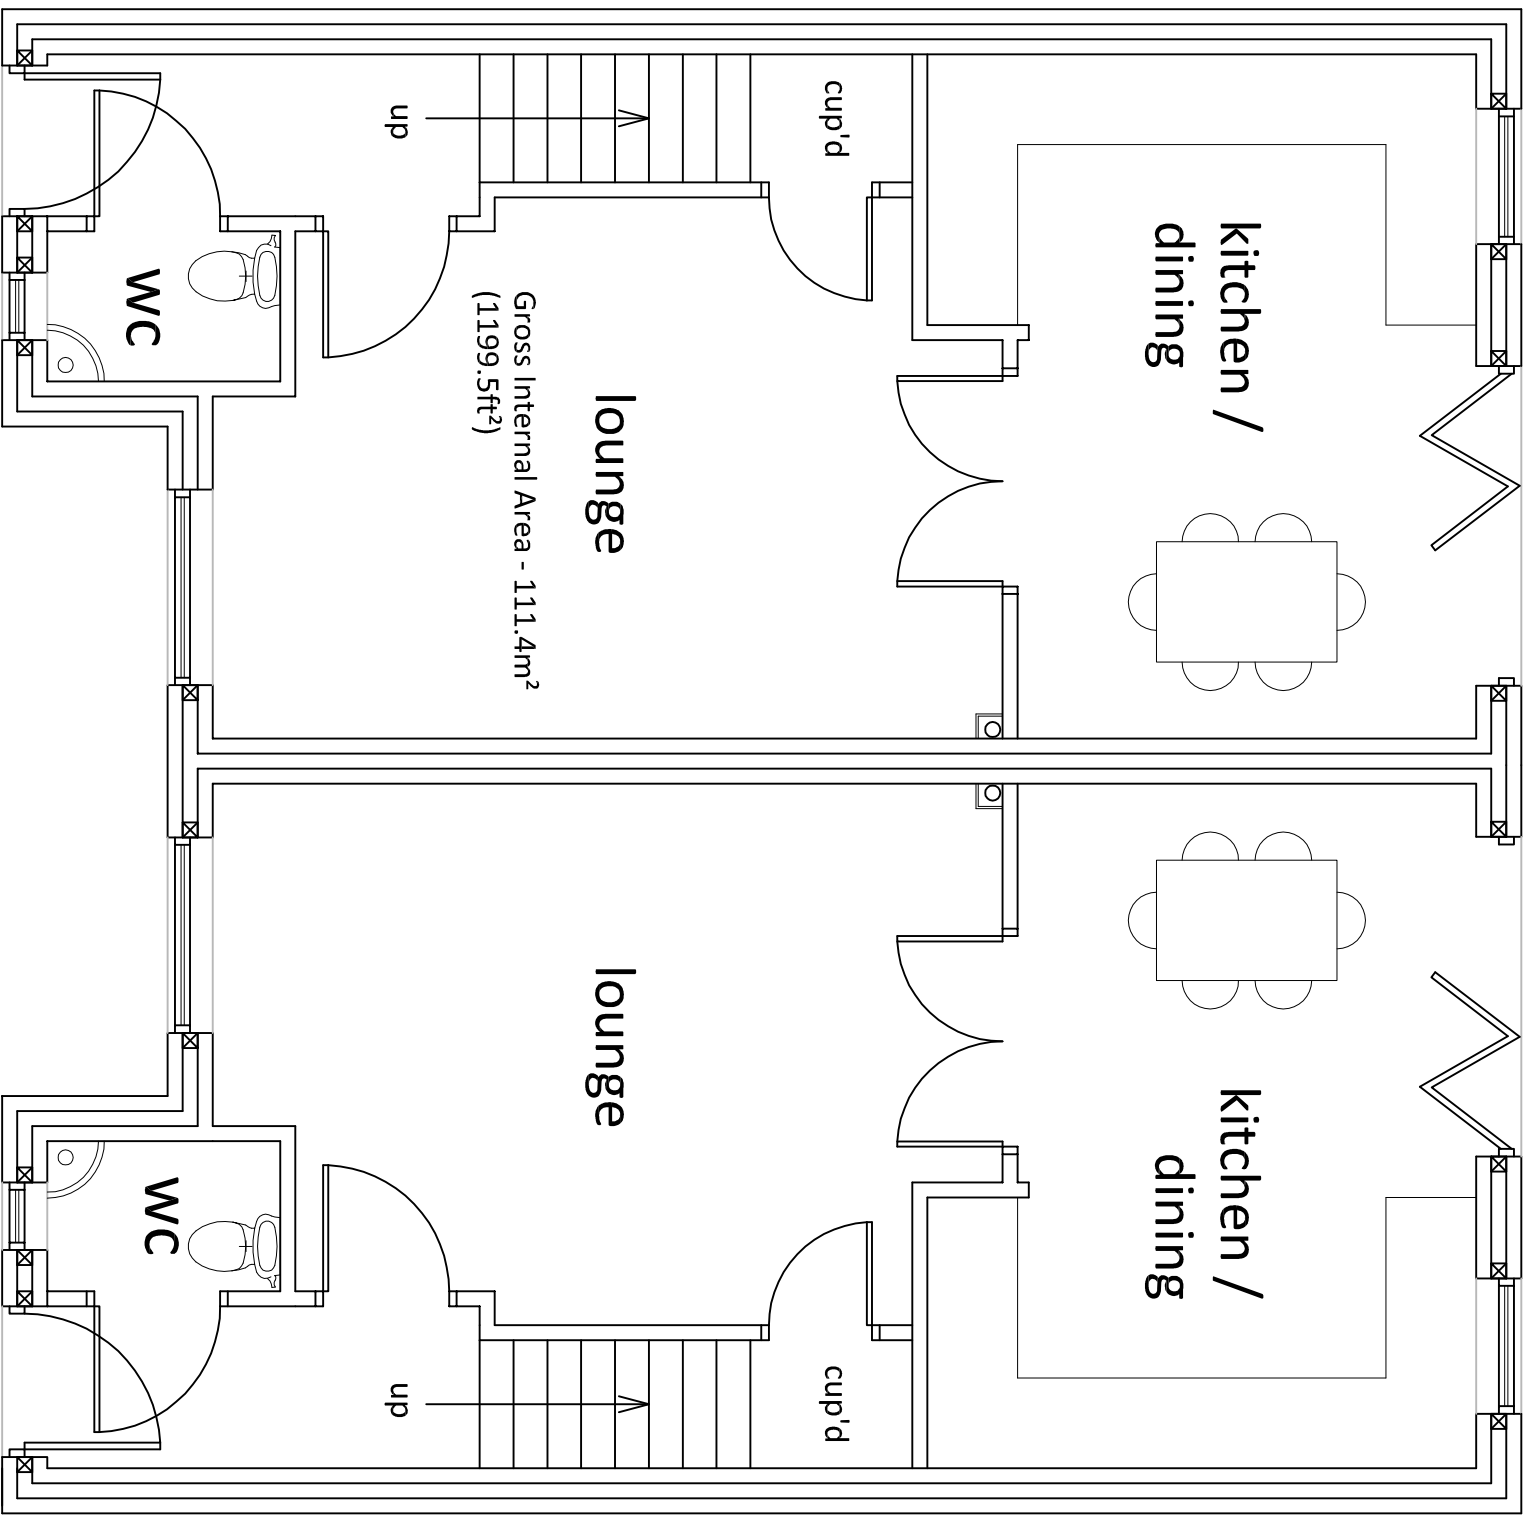 kitchen /
dining
kitchen /
dining
cup'd
cup'd
lounge
lounge
Gross Internal Area - 111.4m²
(1199.5ft²)
up
up
wc
wc